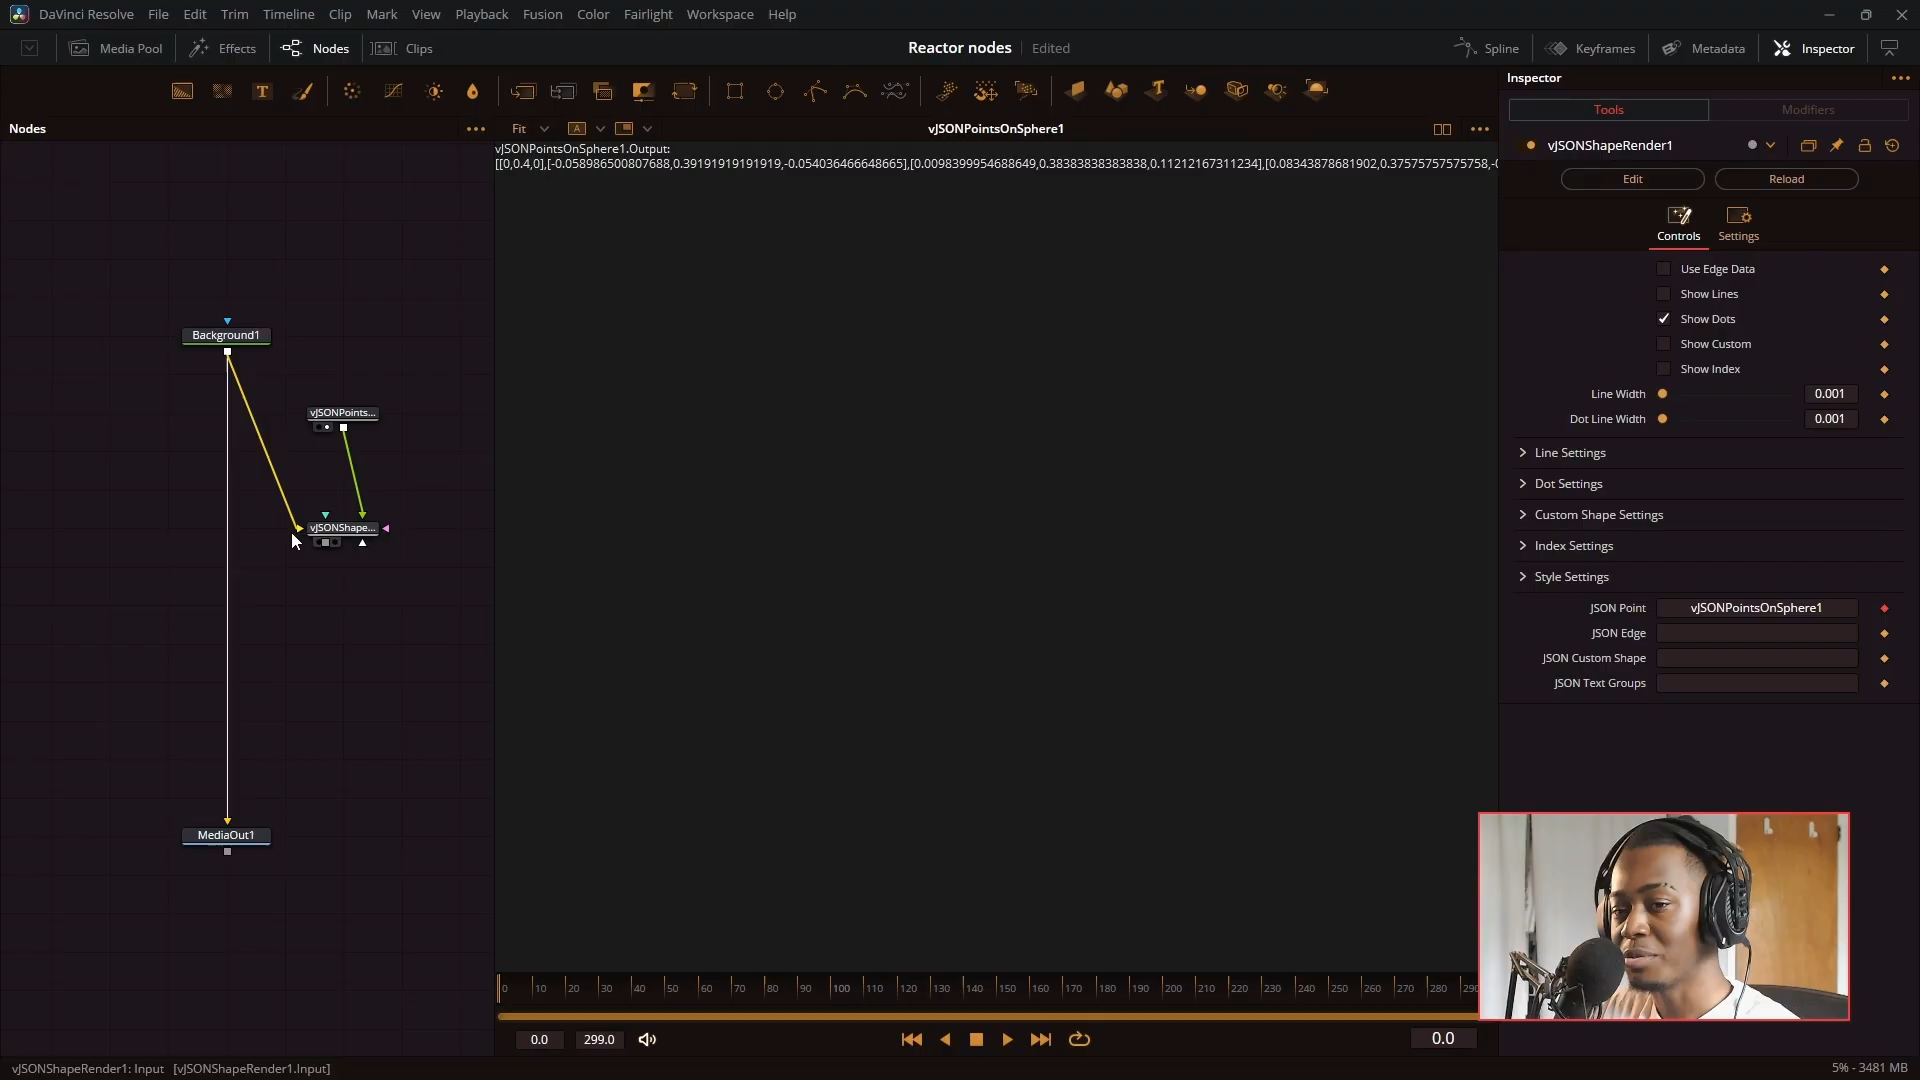 DaVinci Resolve File Edit Trim Timeline Clip Mark View Playback Fusion Color Fairlight Workspace Help
Media Pool Effects Nodes Clips Reactor nodes Edited Spline Keyframes Metadata Inspector
Inspector
Tools Modifiers
Nodes
Fit A vJSONPointsOnSphere1
vJSONPointsOnSphere1.Output:
[[0,0.4,0],[-0.058986500807688,0.39191919191919,-0.054036466648665],[0.0098399954688649,0.38383838383838,0.11212167311234],[0.08343878681902,0.37575757575758,-0
vJSONShapeRender1
Edit Reload
Controls Settings
Use Edge Data
Show Lines
Show Dots
Show Custom
Show Index
Line Width 0.001
Dot Line Width 0.001
Line Settings
Dot Settings
Custom Shape Settings
Index Settings
Style Settings
JSON Point vJSONPointsOnSphere1
JSON Edge
JSON Custom Shape
JSON Text Groups
Background1
vJSONPoints...
vJSONShape...
MediaOut1
0 10 20 30 40 50 60 70 80 90 100 110 120 130 140 150 160 170 180 190 200 210 220 230 240 250 260 270 280 290
0.0 299.0 0.0
vJSONShapeRender1: Input [vJSONShapeRender1.Input]
5% - 3481 MB